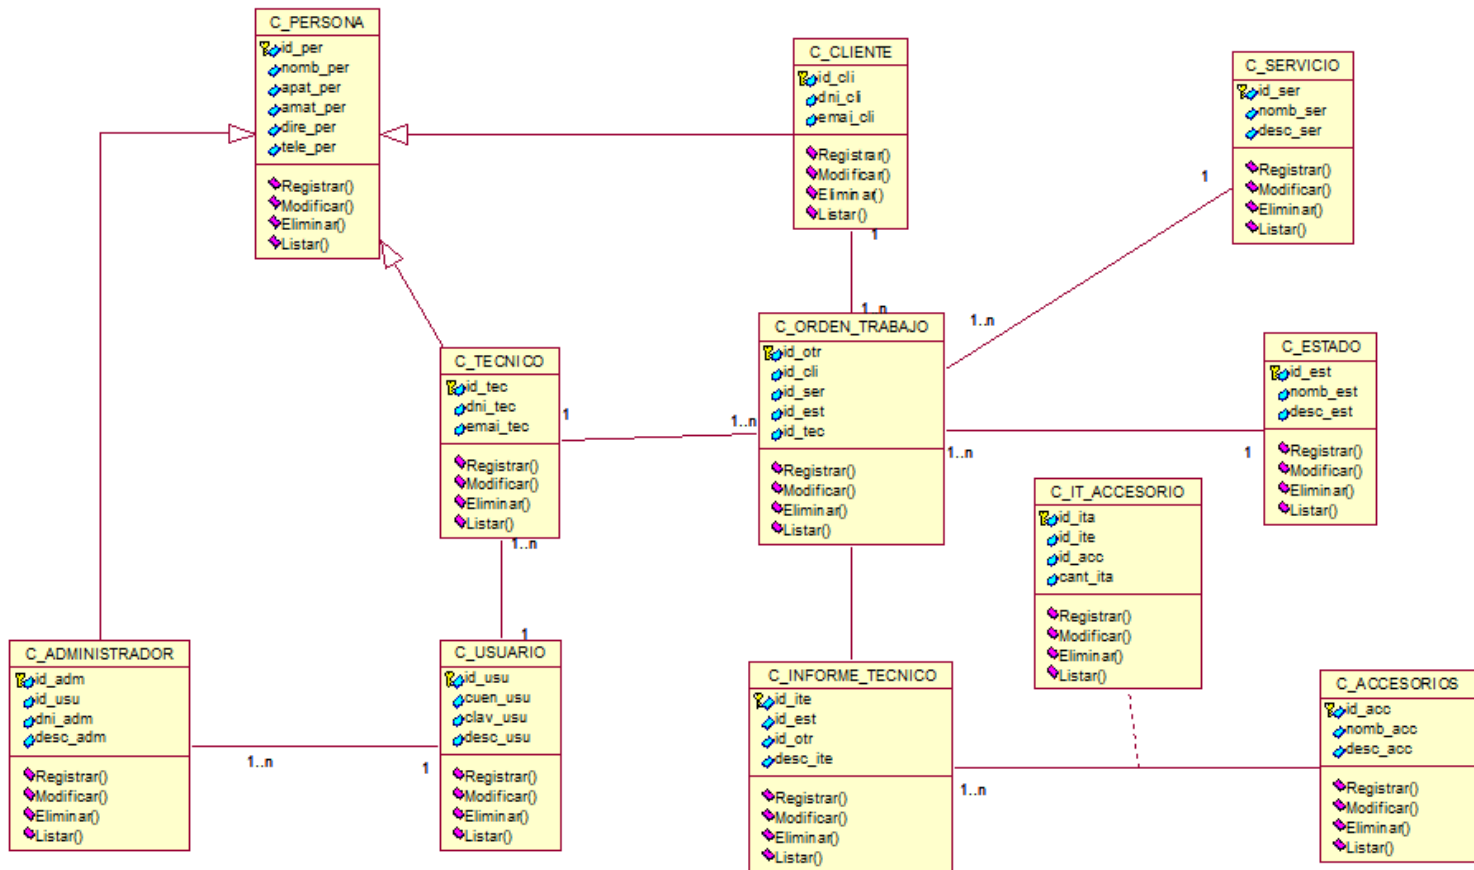 C_PERSONA
id_per
nomb_per
apat_per
amat_per
dire_per
tele_per
Registrar()
Modificar()
Eliminar()
Listar()
C_CLIENTE
id_cli
dni_cli
emai_cli
Registrar()
Modificar()
Eliminar()
Listar()
1
1..n
C_SERVICIO
id_ser
nomb_ser
desc_ser
Registrar()
Modificar()
Eliminar()
Listar()
1
1..n
C_TECNICO
id_tec
dni_tec
emai_tec
Registrar()
Modificar()
Eliminar()
Listar()
1
1..n
1..n
1
C_ORDEN_TRABAJO
id_otr
id_cli
id_ser
id_est
id_tec
Registrar()
Modificar()
Eliminar()
Listar()
1..n
1
C_ESTADO
id_est
nomb_est
desc_est
Registrar()
Modificar()
Eliminar()
Listar()
C_IT_ACCESORIO
id_ita
id_ite
id_acc
cant_ita
Registrar()
Modificar()
Eliminar()
Listar()
C_ADMINISTRADOR
id_adm
id_usu
dni_adm
desc_adm
Registrar()
Modificar()
Eliminar()
Listar()
1..n
1
C_USUARIO
id_usu
cuen_usu
clav_usu
desc_usu
Registrar()
Modificar()
Eliminar()
Listar()
C_INFORME_TECNICO
id_ite
id_est
id_otr
desc_ite
Registrar()
Modificar()
Eliminar()
Listar()
1..n
C_ACCESORIOS
id_acc
nomb_acc
desc_acc
Registrar()
Modificar()
Eliminar()
Listar()